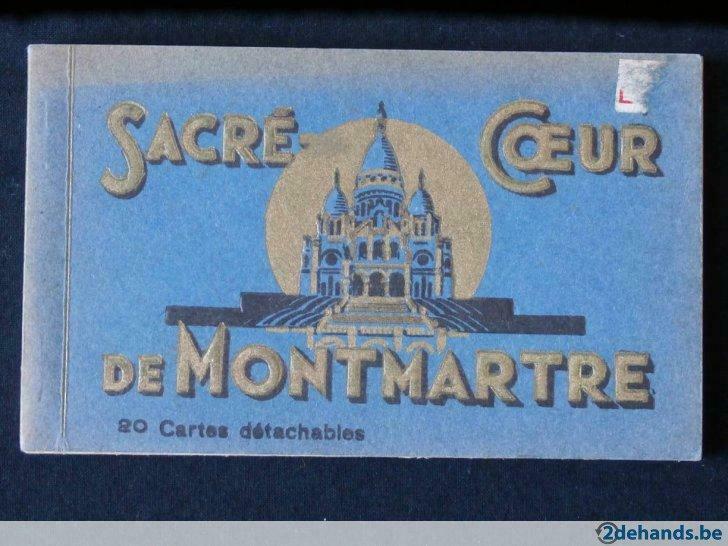 SACRÉ-CŒUR
DE MONTMARTRE
20 Cartes détachables
2dehands.be